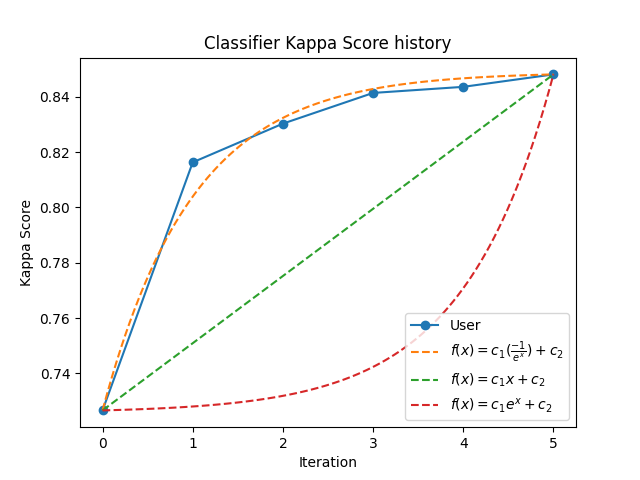 Classifier Kappa Score history
Kappa Score
0.84
0.82
0.80
0.78
0.76
0.74
User
f(x) = c₁(-1/eˣ) + c₂
f(x) = c₁x + c₂
f(x) = c₁eˣ + c₂
0 1 2 3 4 5
Iteration